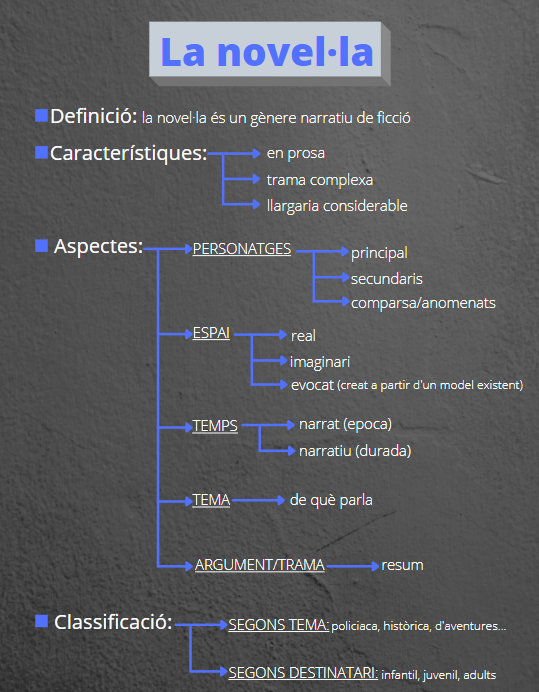 La novel·la
Definició: la novel·la és un gènere narratiu de ficció
Característiques:
en prosa
trama complexa
llargaria considerable
Aspectes:
PERSONATGES
principal
secundaris
comparsa/anomenats
ESPAI
real
imaginari
evocat (creat a partir d'un model existent)
TEMPS
narrat (epoca)
narratiu (durada)
TEMA
de què parla
ARGUMENT/TRAMA
resum
Classificació:
SEGONS TEMA: policiaca, històrica, d'aventures...
SEGONS DESTINATARI: infantil, juvenil, adults